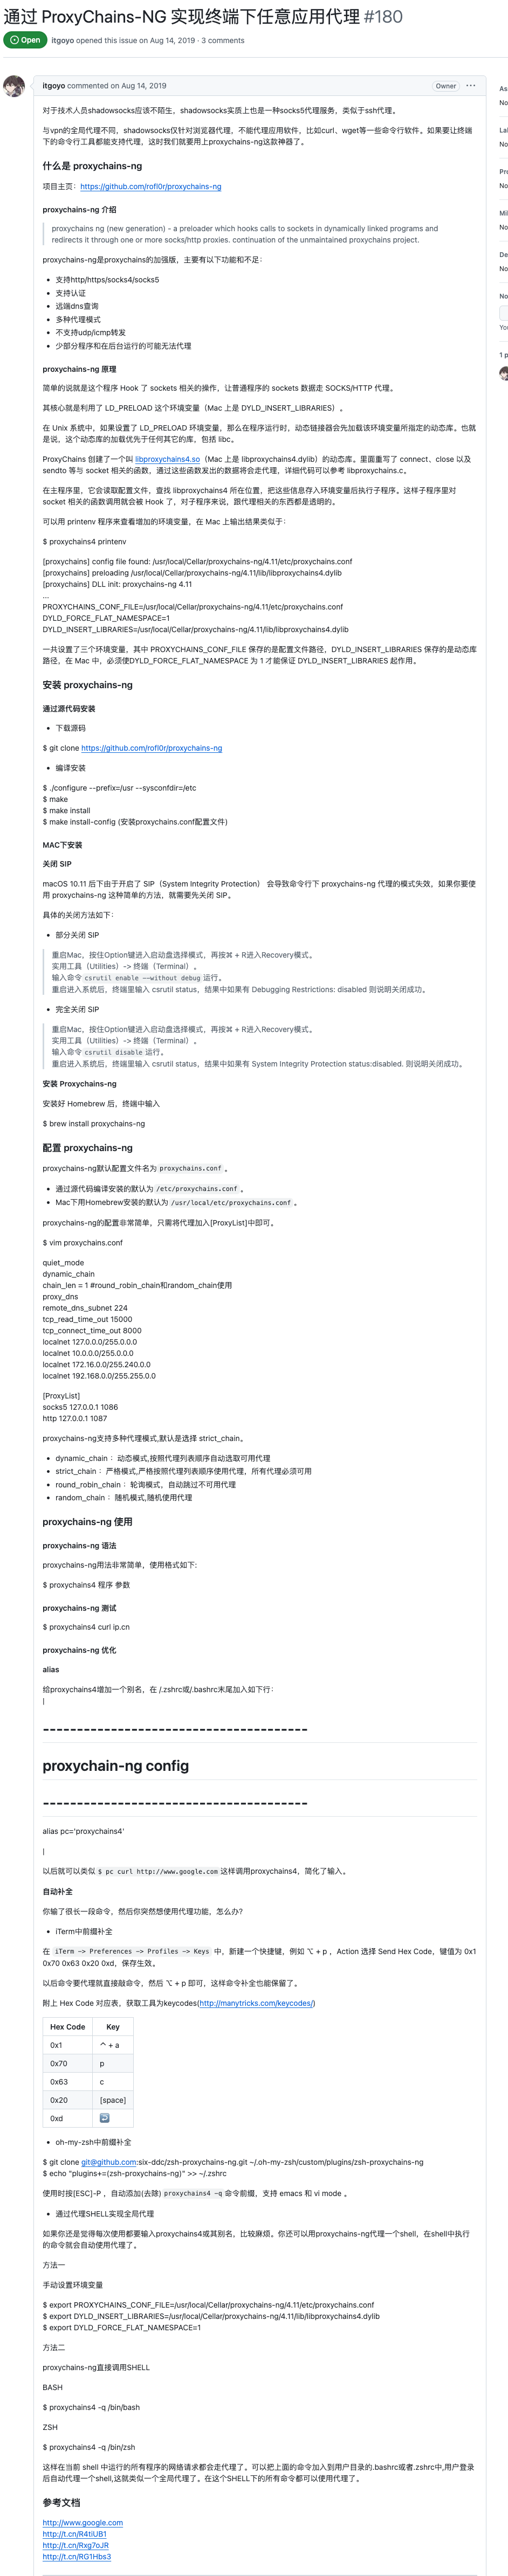 通过 ProxyChains-NG 实现终端下任意应用代理 #180
Open
itgoyo opened this issue on Aug 14, 2019 · 3 comments
itgoyo commented on Aug 14, 2019
Owner
···
对于技术人员shadowsocks应该不陌生，shadowsocks实质上也是一种socks5代理服务，类似于ssh代理。
与vpn的全局代理不同，shadowsocks仅针对浏览器代理，不能代理应用软件，比如curl、wget等一些命令行软件。如果要让终端
下的命令行工具都能支持代理，这时我们就要用上proxychains-ng这款神器了。
什么是 proxychains-ng
项目主页：https://github.com/rofl0r/proxychains-ng
proxychains-ng 介绍
proxychains ng (new generation) - a preloader which hooks calls to sockets in dynamically linked programs and
redirects it through one or more socks/http proxies. continuation of the unmaintained proxychains project.
proxychains-ng是proxychains的加强版，主要有以下功能和不足：
• 支持http/https/socks4/socks5
• 支持认证
• 远端dns查询
• 多种代理模式
• 不支持udp/icmp转发
• 少部分程序和在后台运行的可能无法代理
proxychains-ng 原理
简单的说就是这个程序 Hook 了 sockets 相关的操作，让普通程序的 sockets 数据走 SOCKS/HTTP 代理。
其核心就是利用了 LD_PRELOAD 这个环境变量（Mac 上是 DYLD_INSERT_LIBRARIES）。
在 Unix 系统中，如果设置了 LD_PRELOAD 环境变量，那么在程序运行时，动态链接器会先加载该环境变量所指定的动态库。也就
是说，这个动态库的加载优先于任何其它的库，包括 libc。
ProxyChains 创建了一个叫 libproxychains4.so（Mac 上是 libproxychains4.dylib）的动态库。里面重写了 connect、close 以及
sendto 等与 socket 相关的函数，通过这些函数发出的数据将会走代理，详细代码可以参考 libproxychains.c。
在主程序里，它会读取配置文件，查找 libproxychains4 所在位置，把这些信息存入环境变量后执行子程序。这样子程序里对
socket 相关的函数调用就会被 Hook 了，对子程序来说，跟代理相关的东西都是透明的。
可以用 printenv 程序来查看增加的环境变量，在 Mac 上输出结果类似于：
$ proxychains4 printenv
[proxychains] config file found: /usr/local/Cellar/proxychains-ng/4.11/etc/proxychains.conf
[proxychains] preloading /usr/local/Cellar/proxychains-ng/4.11/lib/libproxychains4.dylib
[proxychains] DLL init: proxychains-ng 4.11
...
PROXYCHAINS_CONF_FILE=/usr/local/Cellar/proxychains-ng/4.11/etc/proxychains.conf
DYLD_FORCE_FLAT_NAMESPACE=1
DYLD_INSERT_LIBRARIES=/usr/local/Cellar/proxychains-ng/4.11/lib/libproxychains4.dylib
一共设置了三个环境变量，其中 PROXYCHAINS_CONF_FILE 保存的是配置文件路径，DYLD_INSERT_LIBRARIES 保存的是动态库
路径，在 Mac 中，必须使DYLD_FORCE_FLAT_NAMESPACE 为 1 才能保证 DYLD_INSERT_LIBRARIES 起作用。
安装 proxychains-ng
通过源代码安装
• 下载源码
$ git clone https://github.com/rofl0r/proxychains-ng
• 编译安装
$ ./configure --prefix=/usr --sysconfdir=/etc
$ make
$ make install
$ make install-config (安装proxychains.conf配置文件)
MAC下安装
关闭 SIP
macOS 10.11 后下由于开启了 SIP（System Integrity Protection） 会导致命令行下 proxychains-ng 代理的模式失效，如果你要使
用 proxychains-ng 这种简单的方法，就需要先关闭 SIP。
具体的关闭方法如下：
• 部分关闭 SIP
重启Mac，按住Option键进入启动盘选择模式，再按⌘ + R进入Recovery模式。
实用工具（Utilities）-> 终端（Terminal）。
输入命令 csrutil enable --without debug 运行。
重启进入系统后，终端里输入 csrutil status，结果中如果有 Debugging Restrictions: disabled 则说明关闭成功。
• 完全关闭 SIP
重启Mac，按住Option键进入启动盘选择模式，再按⌘ + R进入Recovery模式。
实用工具（Utilities）-> 终端（Terminal）。
输入命令 csrutil disable 运行。
重启进入系统后，终端里输入 csrutil status，结果中如果有 System Integrity Protection status:disabled. 则说明关闭成功。
安装 Proxychains-ng
安装好 Homebrew 后，终端中输入
$ brew install proxychains-ng
配置 proxychains-ng
proxychains-ng默认配置文件名为 proxychains.conf 。
• 通过源代码编译安装的默认为 /etc/proxychains.conf 。
• Mac下用Homebrew安装的默认为 /usr/local/etc/proxychains.conf 。
proxychains-ng的配置非常简单，只需将代理加入[ProxyList]中即可。
$ vim proxychains.conf
quiet_mode
dynamic_chain
chain_len = 1 #round_robin_chain和random_chain使用
proxy_dns
remote_dns_subnet 224
tcp_read_time_out 15000
tcp_connect_time_out 8000
localnet 127.0.0.0/255.0.0.0
localnet 10.0.0.0/255.0.0.0
localnet 172.16.0.0/255.240.0.0
localnet 192.168.0.0/255.255.0.0
[ProxyList]
socks5 127.0.0.1 1086
http 127.0.0.1 1087
proxychains-ng支持多种代理模式,默认是选择 strict_chain。
• dynamic_chain ：动态模式,按照代理列表顺序自动选取可用代理
• strict_chain ：严格模式,严格按照代理列表顺序使用代理，所有代理必须可用
• round_robin_chain ：轮询模式，自动跳过不可用代理
• random_chain ：随机模式,随机使用代理
proxychains-ng 使用
proxychains-ng 语法
proxychains-ng用法非常简单，使用格式如下:
$ proxychains4 程序 参数
proxychains-ng 测试
$ proxychains4 curl ip.cn
proxychains-ng 优化
alias
给proxychains4增加一个别名，在 /.zshrc或/.bashrc末尾加入如下行：
|
---------------------------------------
proxychain-ng config
---------------------------------------
alias pc='proxychains4'
|
以后就可以类似 $ pc curl http://www.google.com 这样调用proxychains4，简化了输入。
自动补全
你输了很长一段命令，然后你突然想使用代理功能，怎么办?
• iTerm中前缀补全
在 iTerm -> Preferences -> Profiles -> Keys 中，新建一个快捷键，例如 ⌥ + p ，Action 选择 Send Hex Code，键值为 0x1
0x70 0x63 0x20 0xd，保存生效。
以后命令要代理就直接敲命令，然后 ⌥ + p 即可，这样命令补全也能保留了。
附上 Hex Code 对应表，获取工具为keycodes(http://manytricks.com/keycodes/)
Hex Code Key
0x1 ⌃ + a
0x70 p
0x63 c
0x20 [space]
0xd ↩
• oh-my-zsh中前缀补全
$ git clone git@github.com:six-ddc/zsh-proxychains-ng.git ~/.oh-my-zsh/custom/plugins/zsh-proxychains-ng
$ echo "plugins+=(zsh-proxychains-ng)" >> ~/.zshrc
使用时按[ESC]-P ，自动添加(去除) proxychains4 -q 命令前缀，支持 emacs 和 vi mode 。
• 通过代理SHELL实现全局代理
如果你还是觉得每次使用都要输入proxychains4或其别名，比较麻烦。你还可以用proxychains-ng代理一个shell，在shell中执行
的命令就会自动使用代理了。
方法一
手动设置环境变量
$ export PROXYCHAINS_CONF_FILE=/usr/local/Cellar/proxychains-ng/4.11/etc/proxychains.conf
$ export DYLD_INSERT_LIBRARIES=/usr/local/Cellar/proxychains-ng/4.11/lib/libproxychains4.dylib
$ export DYLD_FORCE_FLAT_NAMESPACE=1
方法二
proxychains-ng直接调用SHELL
BASH
$ proxychains4 -q /bin/bash
ZSH
$ proxychains4 -q /bin/zsh
这样在当前 shell 中运行的所有程序的网络请求都会走代理了。可以把上面的命令加入到用户目录的.bashrc或者.zshrc中,用户登录
后自动代理一个shell,这就类似一个全局代理了。在这个SHELL下的所有命令都可以使用代理了。
参考文档
http://www.google.com
http://t.cn/R4tiUB1
http://t.cn/Rxg7oJR
http://t.cn/RG1Hbs3
As
No
La
No
Pr
No
Mi
No
De
No
No
You
1 p